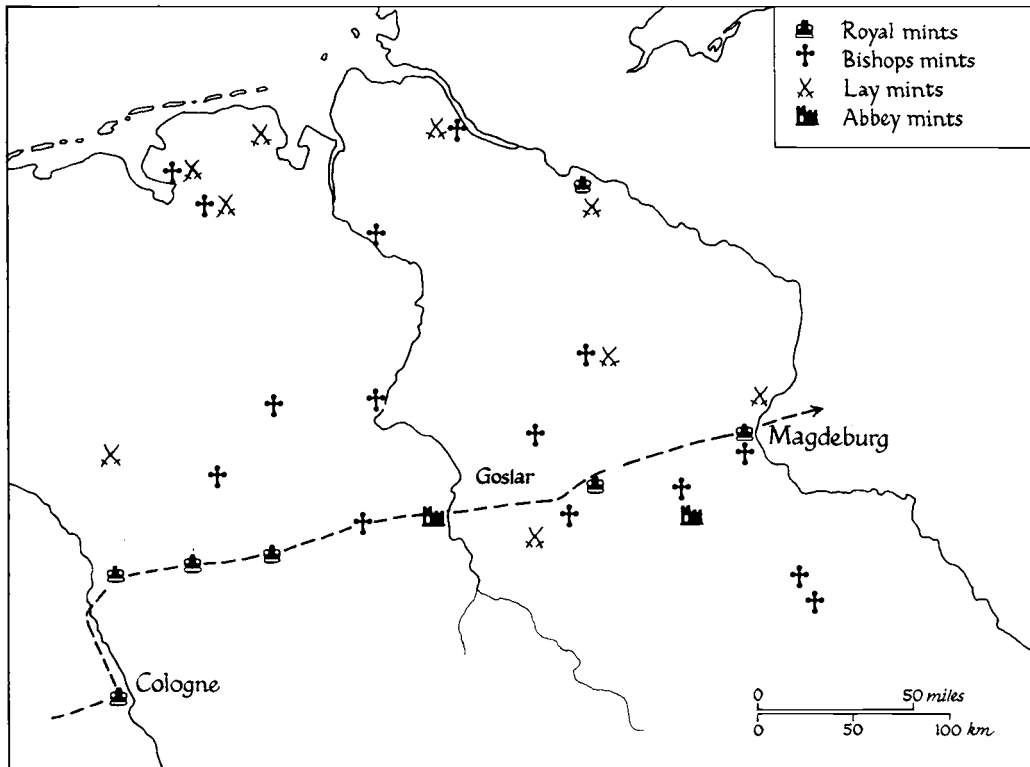 Royal mints
Bishops mints
Lay mints
Abbey mints
Magdeburg
Goslar
Cologne
0 50 miles
0 50 100 km